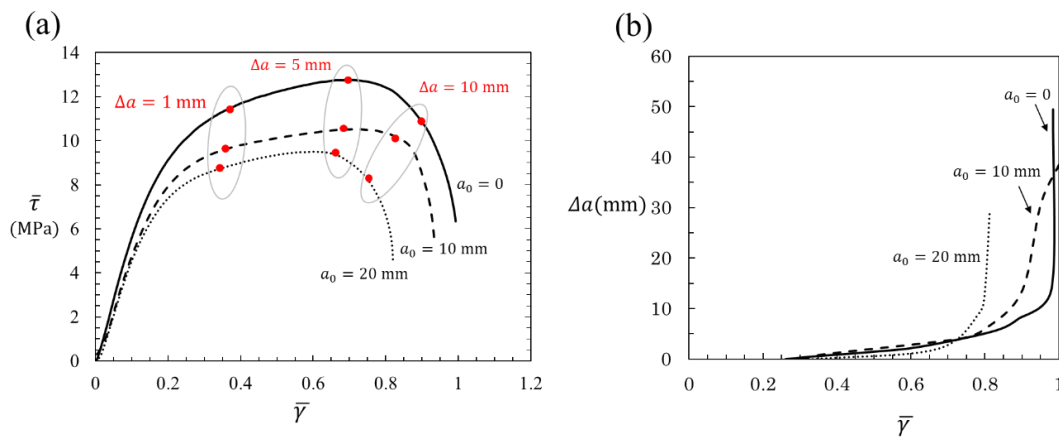 (a)
14
12
10
8
6
4
2
0
τ̄
(MPa)
Δa = 1 mm
Δa = 5 mm
Δa = 10 mm
a₀ = 0
a₀ = 10 mm
a₀ = 20 mm
0 0.2 0.4 0.6 0.8 1 1.2
γ̄
(b)
60
50
40
30
20
10
0
Δa(mm)
a₀ = 0
a₀ = 10 mm
a₀ = 20 mm
0 0.2 0.4 0.6 0.8 1
γ̄